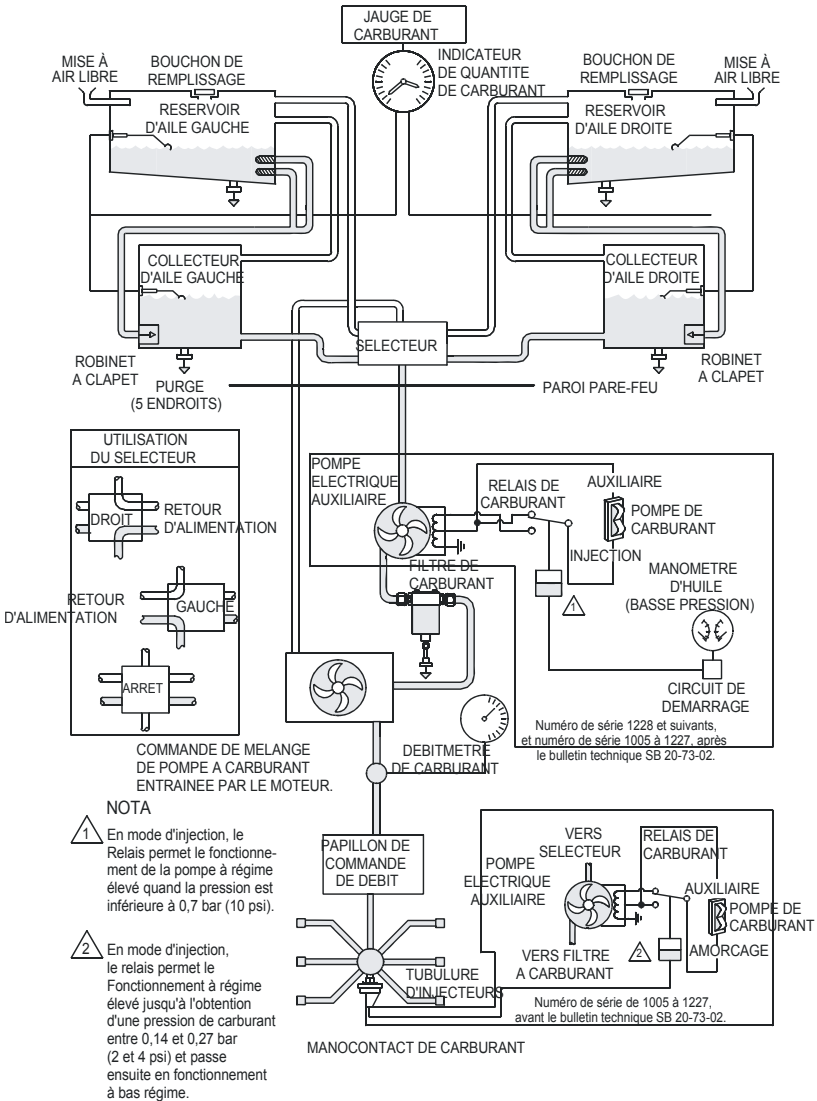 JAUGE DE
CARBURANT
INDICATEUR
DE QUANTITE
DE CARBURANT
MISE À
AIR LIBRE
BOUCHON DE
REMPLISSAGE
RESERVOIR
D'AILE GAUCHE
BOUCHON DE
REMPLISSAGE
MISE À
AIR LIBRE
RESERVOIR
D'AILE DROITE
COLLECTEUR
D'AILE GAUCHE
COLLECTEUR
D'AILE DROITE
SELECTEUR
ROBINET
A CLAPET
PURGE
(5 ENDROITS)
PAROI PARE-FEU
ROBINET
A CLAPET
UTILISATION
DU SELECTEUR
DROIT
RETOUR
D'ALIMENTATION
RETOUR
D'ALIMENTATION
GAUCHE
ARRET
POMPE
ELECTRIQUE
AUXILIAIRE
RELAIS DE
CARBURANT
AUXILIAIRE
POMPE DE
CARBURANT
INJECTION
FILTRE DE
CARBURANT
1
MANOMETRE
D'HUILE
(BASSE PRESSION)
CIRCUIT DE
DEMARRAGE
Numéro de série 1228 et suivants,
et numéro de série 1005 à 1227, après
le bulletin technique SB 20-73-02.
COMMANDE DE MELANGE
DE POMPE A CARBURANT
ENTRAINEE PAR LE MOTEUR.
DEBITMETRE
DE CARBURANT
NOTA
1
En mode d'injection, le
Relais permet le fonctionne-
ment de la pompe à régime
élevé quand la pression est
inférieure à 0,7 bar (10 psi).
2
En mode d'injection,
le relais permet le
Fonctionnement à régime
élevé jusqu'à l'obtention
d'une pression de carburant
entre 0,14 et 0,27 bar
(2 et 4 psi) et passe
ensuite en fonctionnement
à bas régime.
PAPILLON DE
COMMANDE
DE DEBIT
TUBULURE
D'INJECTEURS
MANOCONTACT DE CARBURANT
VERS
SELECTEUR
RELAIS DE
CARBURANT
POMPE
ELECTRIQUE
AUXILIAIRE
AUXILIAIRE
POMPE DE
CARBURANT
VERS FILTRE
A CARBURANT
2
AMORCAGE
Numéro de série de 1005 à 1227,
avant le bulletin technique SB 20-73-02.